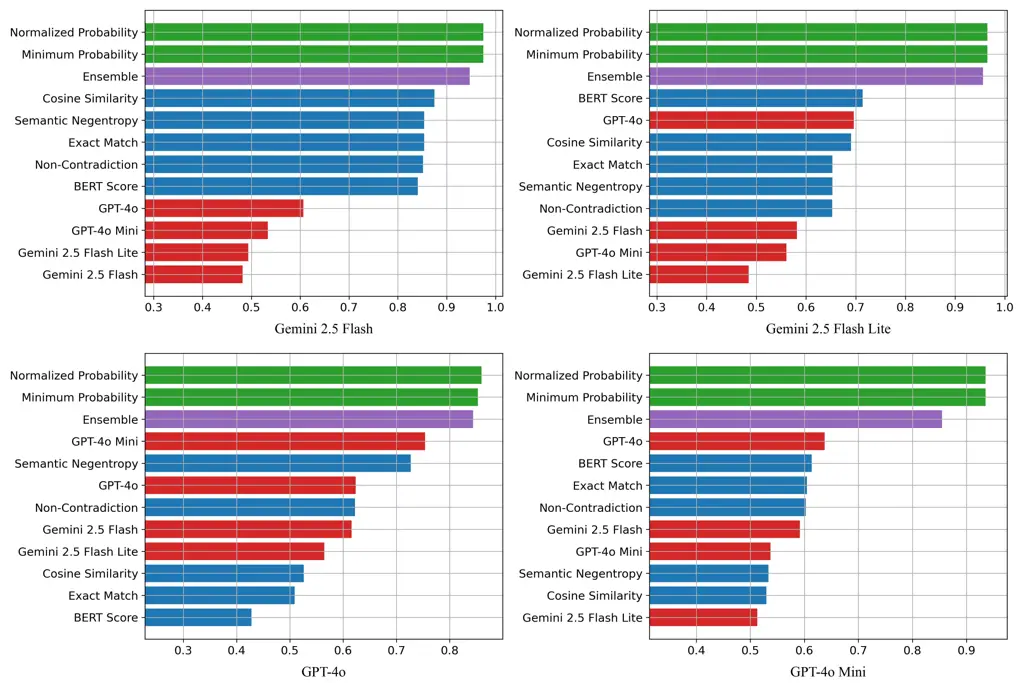 Normalized Probability
Minimum Probability
Ensemble
Cosine Similarity
Semantic Negentropy
Exact Match
Non-Contradiction
BERT Score
GPT-4o
GPT-4o Mini
Gemini 2.5 Flash Lite
Gemini 2.5 Flash
0.3 0.4 0.5 0.6 0.7 0.8 0.9 1.0
Gemini 2.5 Flash
Normalized Probability
Minimum Probability
Ensemble
BERT Score
GPT-4o
Cosine Similarity
Exact Match
Semantic Negentropy
Non-Contradiction
Gemini 2.5 Flash
GPT-4o Mini
Gemini 2.5 Flash Lite
0.3 0.4 0.5 0.6 0.7 0.8 0.9 1.0
Gemini 2.5 Flash Lite
Normalized Probability
Minimum Probability
Ensemble
GPT-4o Mini
Semantic Negentropy
GPT-4o
Non-Contradiction
Gemini 2.5 Flash
Gemini 2.5 Flash Lite
Cosine Similarity
Exact Match
BERT Score
0.3 0.4 0.5 0.6 0.7 0.8
GPT-4o
Normalized Probability
Minimum Probability
Ensemble
GPT-4o
BERT Score
Exact Match
Non-Contradiction
Gemini 2.5 Flash
GPT-4o Mini
Semantic Negentropy
Cosine Similarity
Gemini 2.5 Flash Lite
0.4 0.5 0.6 0.7 0.8 0.9
GPT-4o Mini